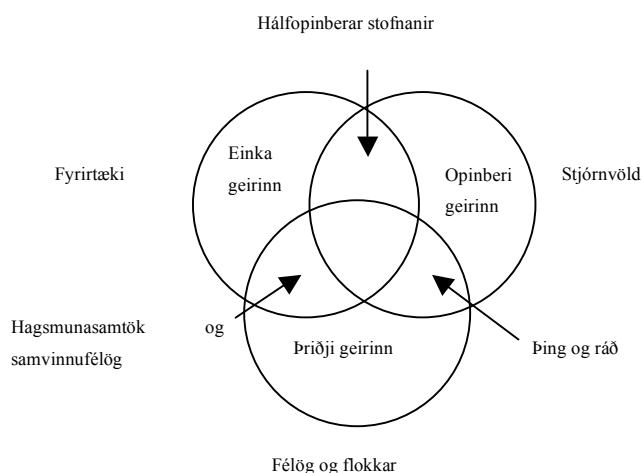 Hálfopinberar stofnanir
Einka
geirinn
Fyrirtæki
Opinberi
geirinn
Stjórnvöld
Hagsmunasamtök og
samvinnufélög
Þriðji geirinn
Þing og ráð
Félög og flokkar